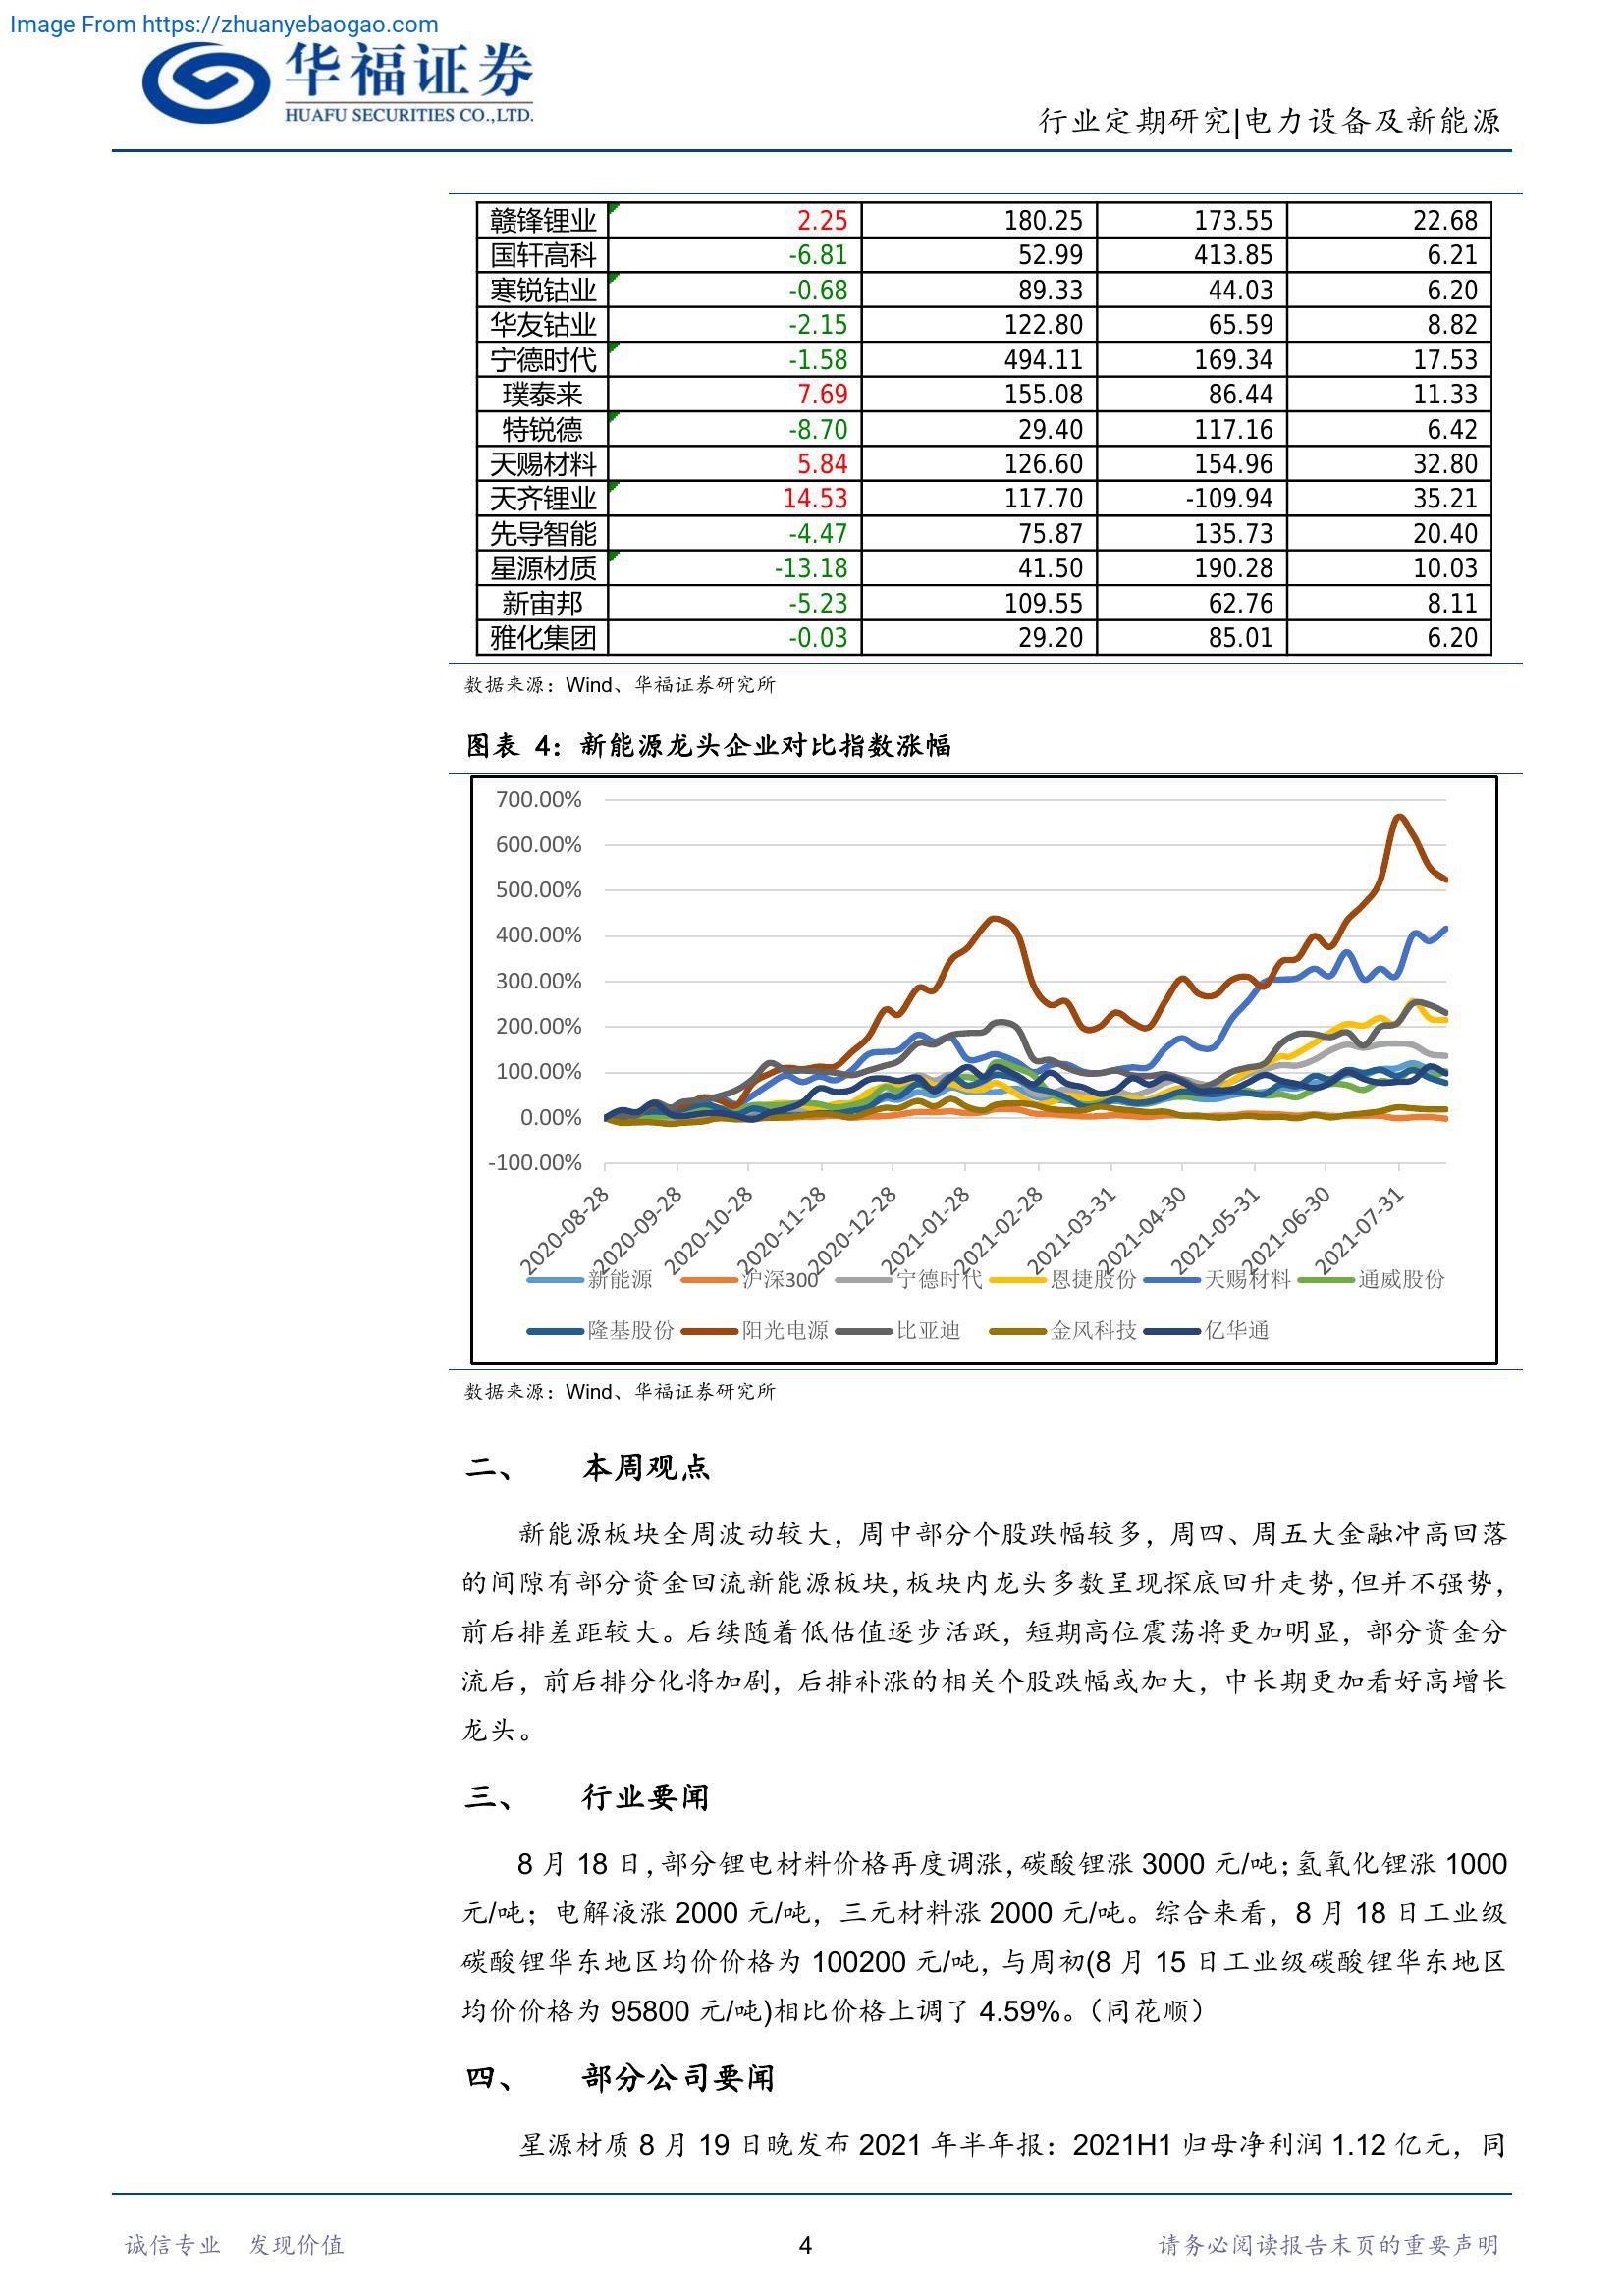 Image From https://zhuanyebaogao.com
华福证券
HUAFU SECURITIES CO.,LTD.
行业定期研究|电力设备及新能源
赣锋锂业 2.25 180.25 173.55 22.68
国轩高科 -6.81 52.99 413.85 6.21
寒锐钴业 -0.68 89.33 44.03 6.20
华友钴业 -2.15 122.80 65.59 8.82
宁德时代 -1.58 494.11 169.34 17.53
璞泰来 7.69 155.08 86.44 11.33
特锐德 -8.70 29.40 117.16 6.42
天赐材料 5.84 126.60 154.96 32.80
天齐锂业 14.53 117.70 -109.94 35.21
先导智能 -4.47 75.87 135.73 20.40
星源材质 -13.18 41.50 190.28 10.03
新宙邦 -5.23 109.55 62.76 8.11
雅化集团 -0.03 29.20 85.01 6.20
数据来源：Wind、华福证券研究所
图表 4：新能源龙头企业对比指数涨幅
700.00%
600.00%
500.00%
400.00%
300.00%
200.00%
100.00%
0.00%
-100.00%
2020-08-28 2020-09-28 2020-10-28 2020-11-28 2020-12-28 2021-01-28 2021-02-28 2021-03-31 2021-04-30 2021-05-31 2021-06-30 2021-07-31
新能源 沪深300 宁德时代 恩捷股份 天赐材料 通威股份
隆基股份 阳光电源 比亚迪 金风科技 亿华通
数据来源：Wind、华福证券研究所
二、 本周观点
新能源板块全周波动较大，周中部分个股跌幅较多，周四、周五大金融冲高回落
的间隙有部分资金回流新能源板块，板块内龙头多数呈现探底回升走势，但并不强势，
前后排差距较大。后续随着低估值逐步活跃，短期高位震荡将更加明显，部分资金分
流后，前后排分化将加剧，后排补涨的相关个股跌幅或加大，中长期更加看好高增长
龙头。
三、 行业要闻
8 月 18 日，部分锂电材料价格再度调涨，碳酸锂涨 3000 元/吨；氢氧化锂涨 1000
元/吨；电解液涨 2000 元/吨，三元材料涨 2000 元/吨。综合来看，8 月 18 日工业级
碳酸锂华东地区均价价格为 100200 元/吨，与周初(8 月 15 日工业级碳酸锂华东地区
均价价格为 95800 元/吨)相比价格上调了 4.59%。（同花顺）
四、 部分公司要闻
星源材质 8 月 19 日晚发布 2021 年半年报：2021H1 归母净利润 1.12 亿元，同
诚信专业 发现价值 4 请务必阅读报告末页的重要声明